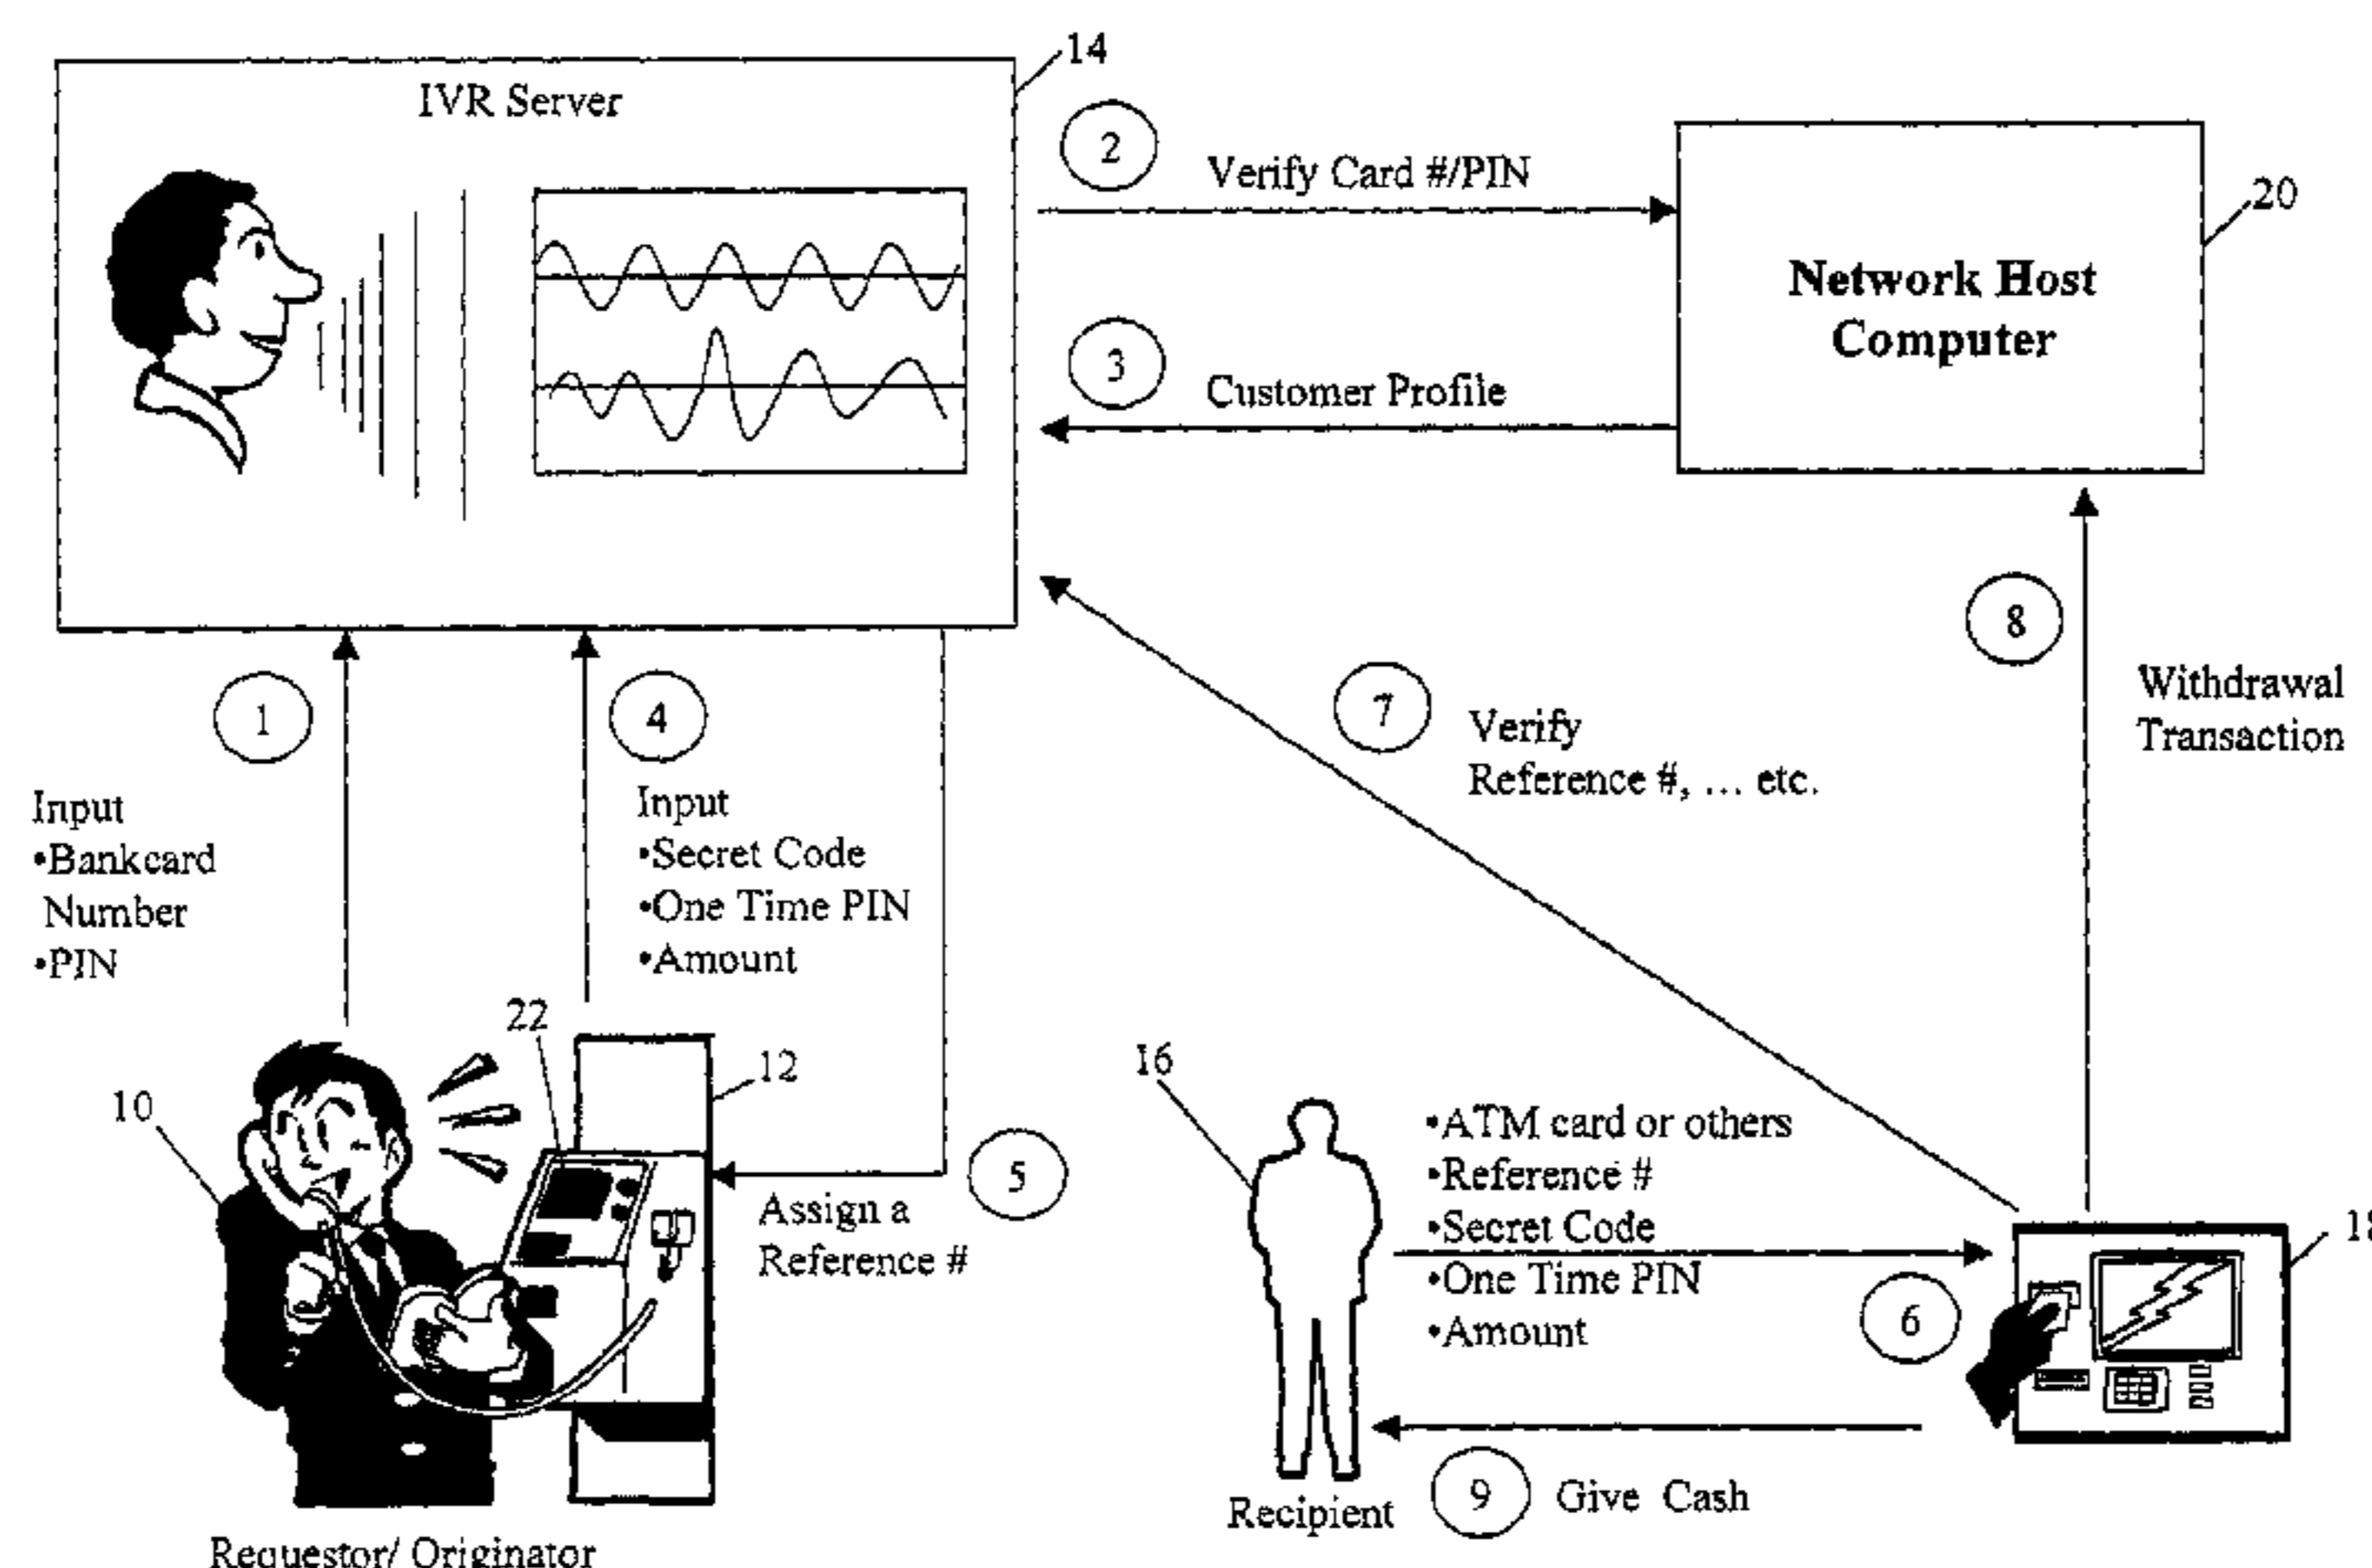 14
IVR Server
2
Verify Card #/PIN
20
Network Host
Computer
3
Customer Profile
8
1
4
7
Withdrawal
Transaction
Verify
Reference #, ... etc.
Input
•Bankcard
Number
•PIN
Input
•Secret Code
•One Time PIN
•Amount
22
12
10
16
5
Assign a
Reference #
•ATM card or others
•Reference #
•Secret Code
•One Time PIN
•Amount
6
9
Give Cash
Recipient
Requestor/ Originator